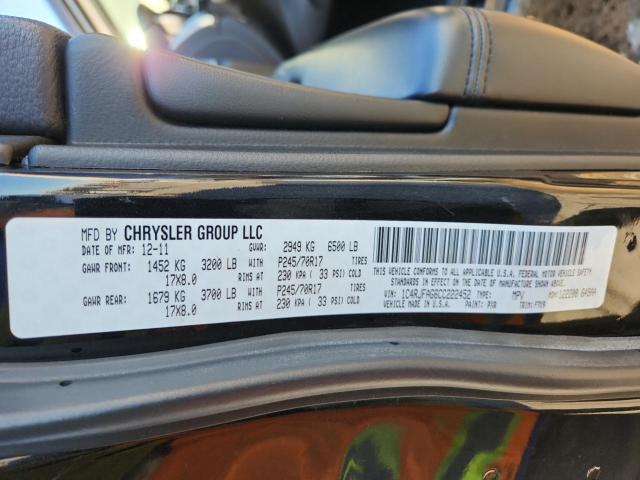 MFD BY CHRYSLER GROUP LLC
DATE OF MFR: 12-11 GVWR: 2949 KG 6500 LB
GAWR FRONT: 1452 KG 3200 LB WITH P245/70R17 TIRES
17X8.0 RIMS AT 230 KPA ( 33 PSI) COLD
GAWR REAR: 1679 KG 3700 LB WITH P245/70R17 TIRES
17X8.0 RIMS AT 230 KPA ( 33 PSI) COLD
THIS VEHICLE CONFORMS TO ALL APPLICABLE U.S.A. FEDERAL MOTOR VEHICLE SAFETY
STANDARDS IN EFFECT ON THE DATE OF MANUFACTURE SHOWN ABOVE.
VIN: 1C4RJFAG8CC222452 TYPE: MPV MDH: 122208
VEHICLE MADE IN U.S.A. PAINT: PXR TRIM: